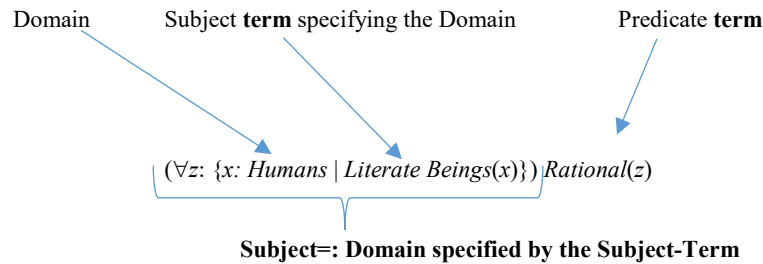 Domain Subject term specifying the Domain Predicate term
(∀z: {x: Humans | Literate Beings(x)}) Rational(z)
Subject=: Domain specified by the Subject-Term